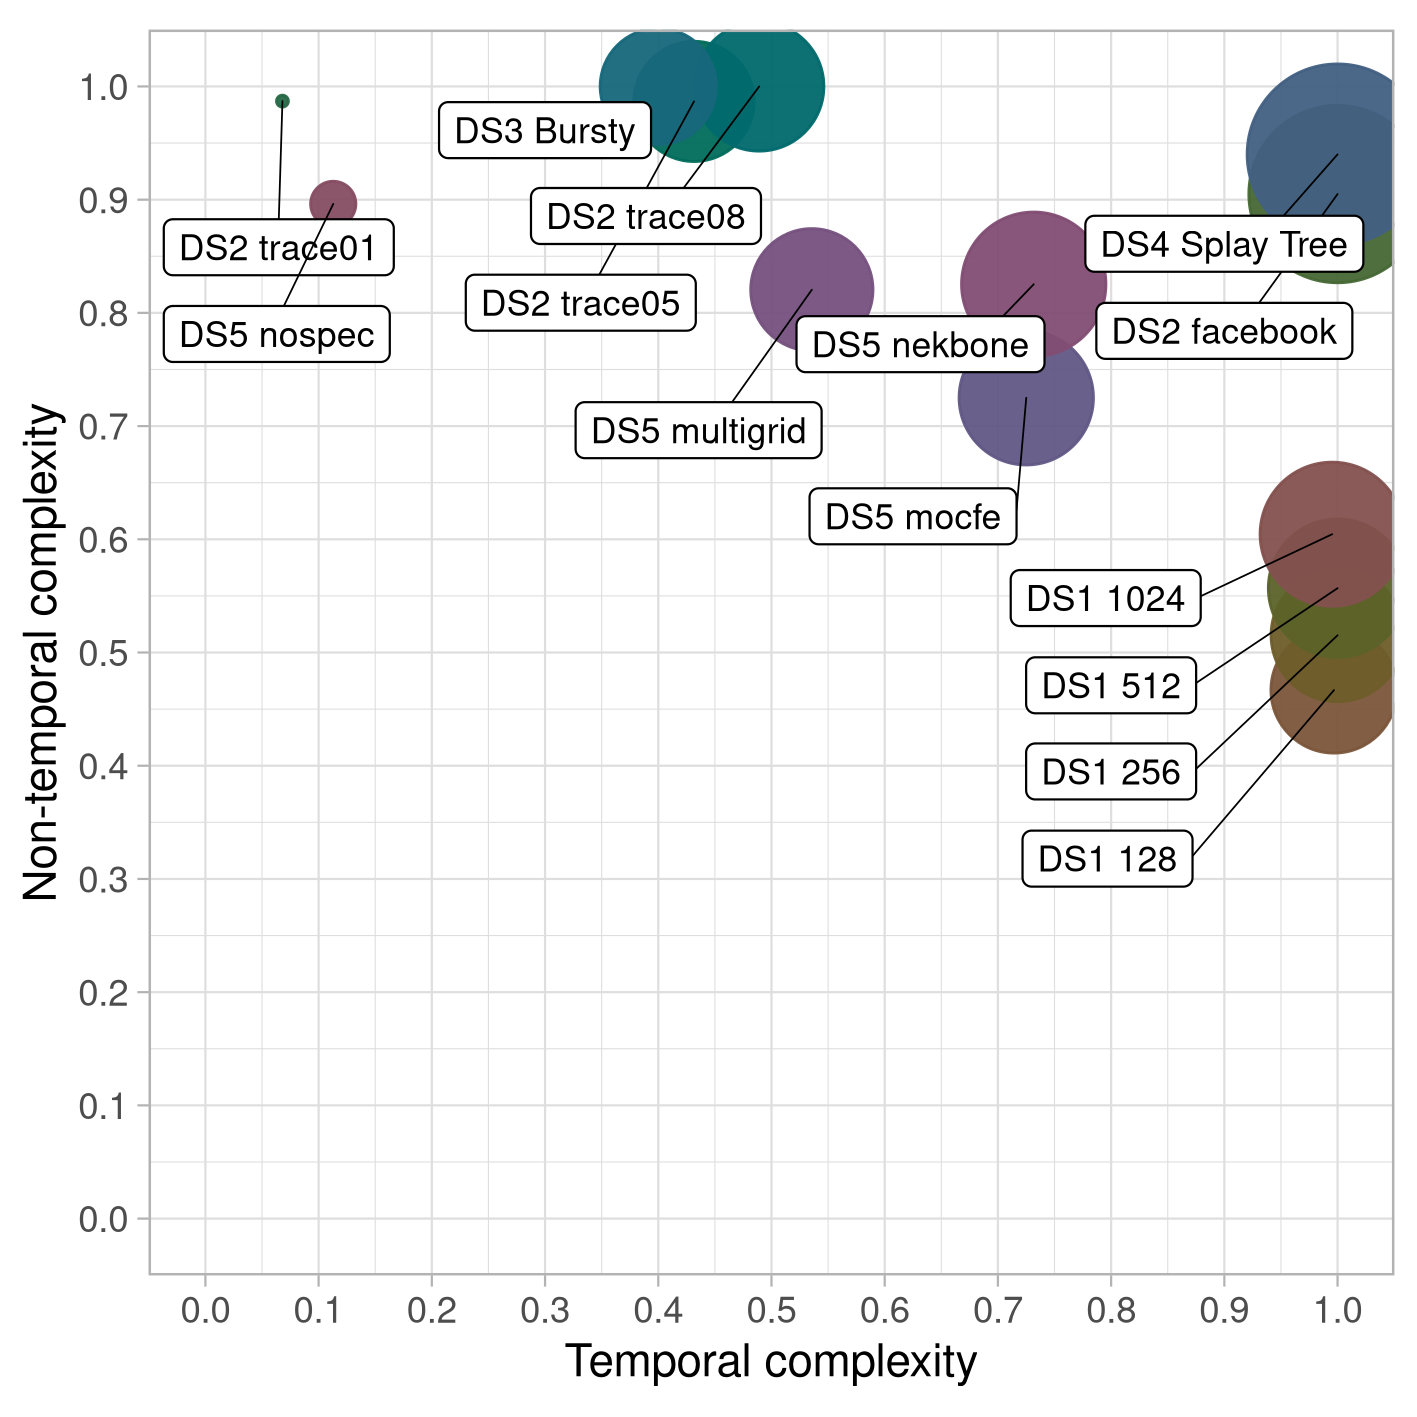 1.0
0.9
0.8
0.7
0.6
0.5
0.4
0.3
0.2
0.1
0.0
Non-temporal complexity
DS3 Bursty
DS2 trace08
DS2 trace01
DS4 Splay Tree
DS2 trace05
DS5 nospec
DS5 nekbone
DS2 facebook
DS5 multigrid
DS5 mocfe
DS1 1024
DS1 512
DS1 256
DS1 128
0.0 0.1 0.2 0.3 0.4 0.5 0.6 0.7 0.8 0.9 1.0
Temporal complexity